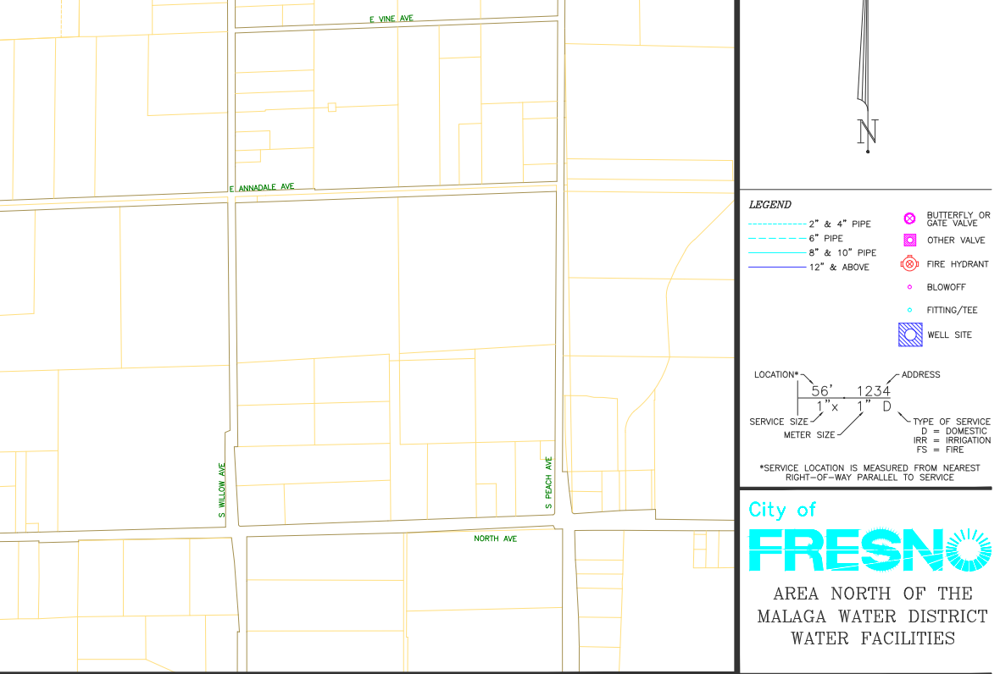 E VINE AVE
E ANNADALE AVE
S WILLOW AVE
S PEACH AVE
NORTH AVE
N
LEGEND
2" & 4" PIPE
6" PIPE
8" & 10" PIPE
12" & ABOVE
BUTTERFLY OR
GATE VALVE
OTHER VALVE
FIRE HYDRANT
BLOWOFF
FITTING/TEE
WELL SITE
LOCATION*
ADDRESS
56' 1234
1"x 1" D
SERVICE SIZE
METER SIZE
TYPE OF SERVICE
D = DOMESTIC
IRR = IRRIGATION
FS = FIRE
*SERVICE LOCATION IS MEASURED FROM NEAREST
RIGHT-OF-WAY PARALLEL TO SERVICE
City of
FRESNO
AREA NORTH OF THE
MALAGA WATER DISTRICT
WATER FACILITIES